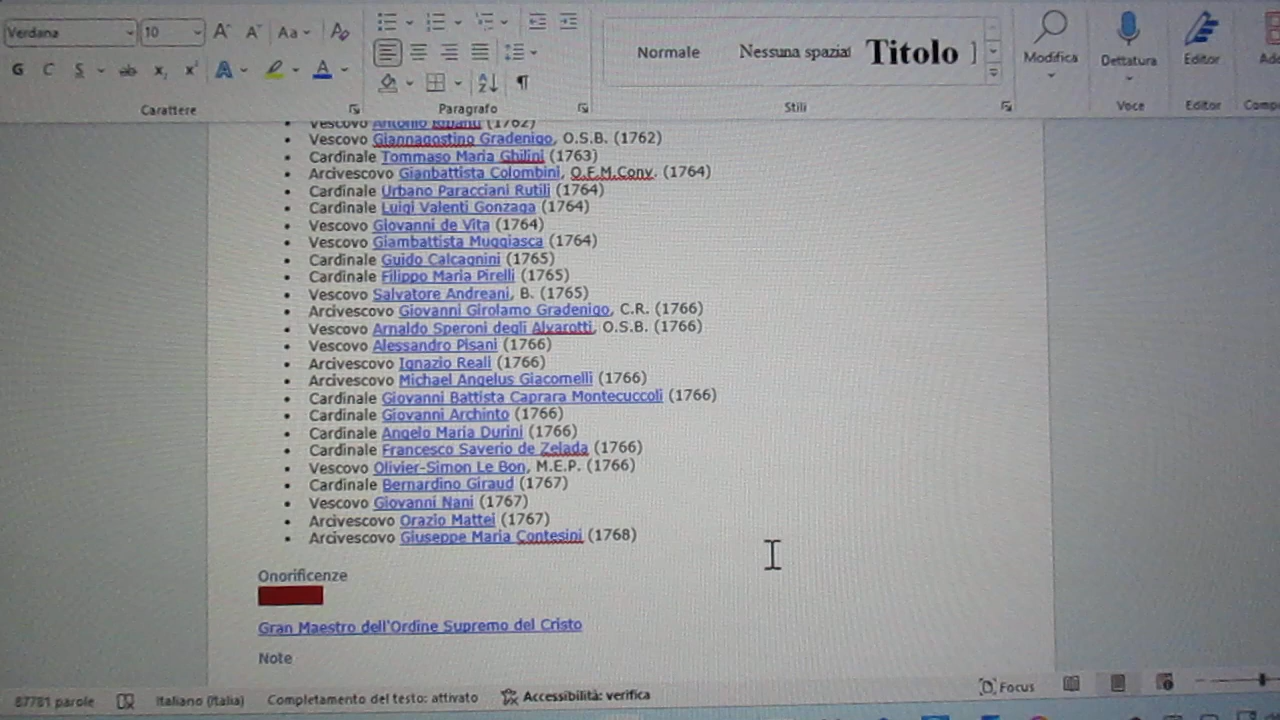 Verdana 10 A A Aa A
G C S ab x, x² A A
Carattere
Paragrafo
Normale Nessuna spaziat Titolo
Stili
Modifica
Dettatura
Voce
Editor
Editor
Vescovo Antonio (1762)
Vescovo Giannagostino Gradenigo, O.S.B. (1762)
Cardinale Tommaso Maria Ghilini (1763)
Arcivescovo Gianbattista Colombini, O.F.M.Conv. (1764)
Cardinale Urbano Paracciani Rutili (1764)
Cardinale Luigi Valenti Gonzaga (1764)
Vescovo Giovanni de Vita (1764)
Vescovo Giambattista Muggiasca (1764)
Cardinale Guido Calcagnini (1765)
Cardinale Filippo Maria Pirelli (1765)
Vescovo Salvatore Andreani, B. (1765)
Arcivescovo Giovanni Girolamo Gradenigo, C.R. (1766)
Vescovo Arnaldo Speroni degli Alvarotti, O.S.B. (1766)
Vescovo Alessandro Pisani (1766)
Arcivescovo Ignazio Reali (1766)
Arcivescovo Michael Angelus Giacomelli (1766)
Cardinale Giovanni Battista Caprara Montecuccoli (1766)
Cardinale Giovanni Archinto (1766)
Cardinale Angelo Maria Durini (1766)
Cardinale Francesco Saverio de Zelada (1766)
Vescovo Olivier-Simon Le Bon, M.E.P. (1766)
Cardinale Bernardino Giraud (1767)
Vescovo Giovanni Nani (1767)
Arcivescovo Orazio Mattei (1767)
Arcivescovo Giuseppe Maria Contesini (1768)
Onorificenze
Gran Maestro dell'Ordine Supremo del Cristo
Note
87781 parole Italiano (Italia) Completamento del testo: attivato Accessibilità: verifica Focus